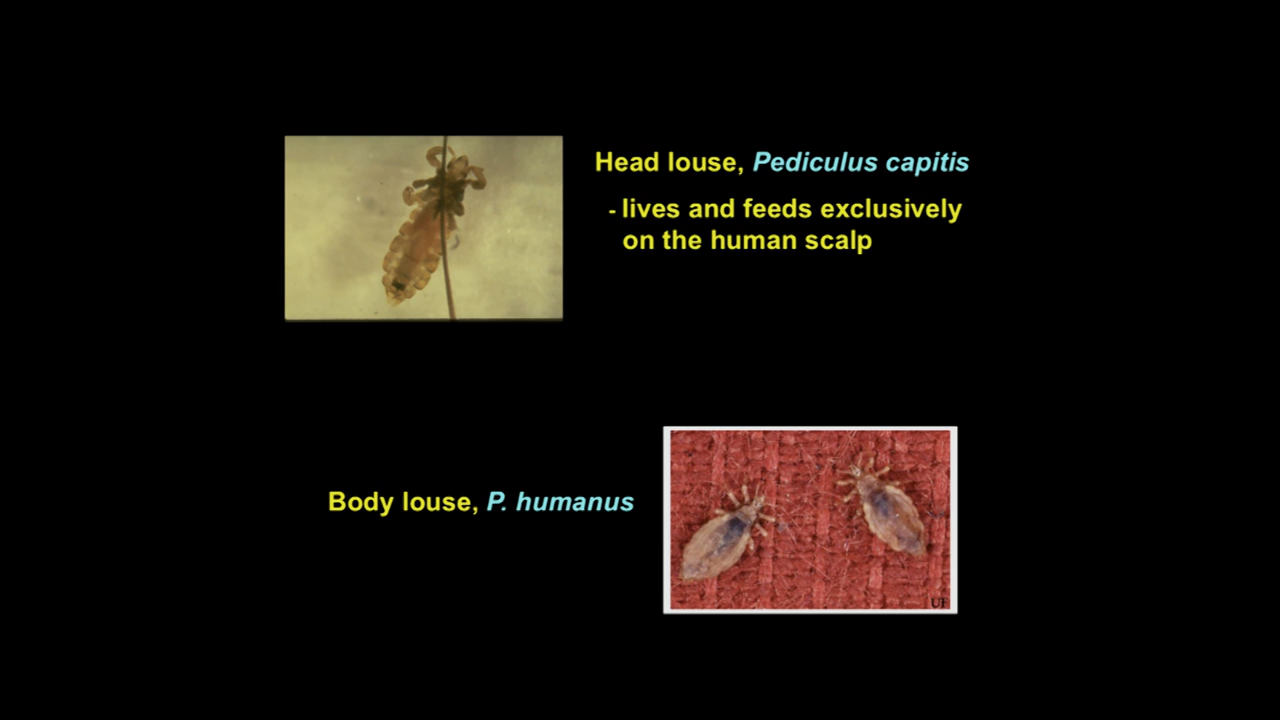 Head louse, Pediculus capitis
- lives and feeds exclusively
on the human scalp
Body louse, P. humanus
UF